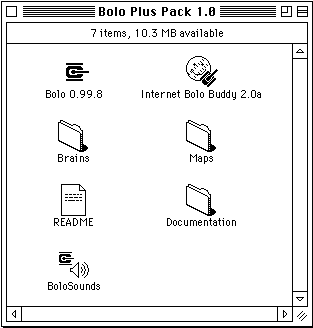 Bolo Plus Pack 1.0
7 items, 10.3 MB available
Bolo 0.99.8
Internet Bolo Buddy 2.0a
Brains
Maps
README
Documentation
BoloSounds